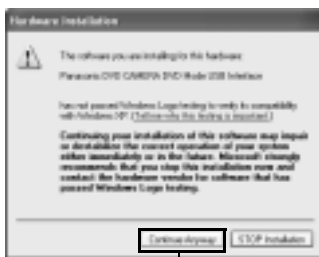 Hardware Installation
The software you are installing for this hardware:
Panasonic DVD CAMERA DVD-Mode USB Interface
has not passed Windows Logo testing to verify its compatibility
with Windows XP. (Tell me why this testing is important.)
Continuing your installation of this software may impair
or destabilize the correct operation of your system
either immediately or in the future. Microsoft strongly
recommends that you stop this installation now and
contact the hardware vendor for software that has
passed Windows Logo testing.
Continue Anyway
STOP Installation